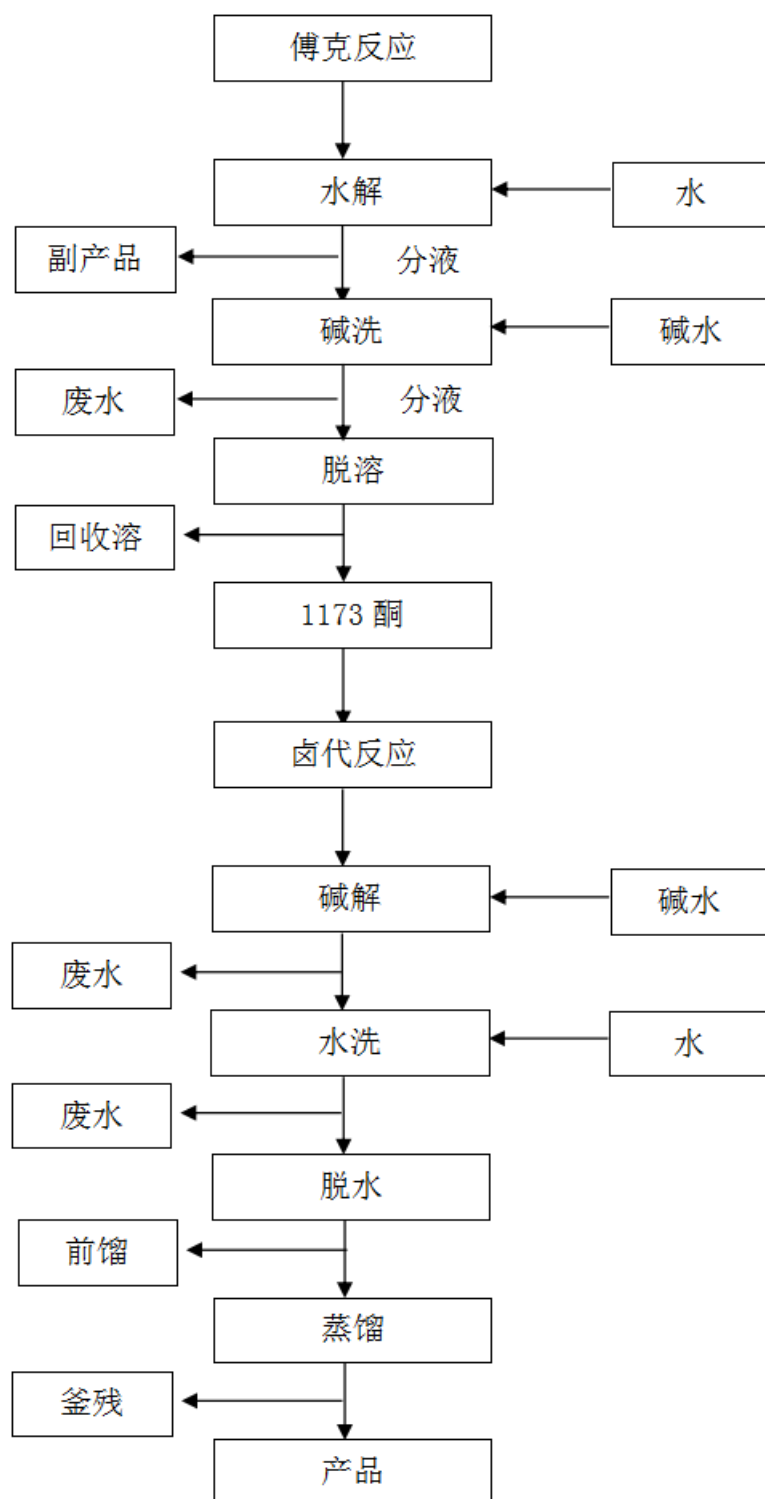 傅克反应
水解
水
副产品
分液
碱洗
碱水
废水
分液
脱溶
回收溶
1173 酮
卤代反应
碱解
碱水
废水
水洗
水
废水
脱水
前馏
蒸馏
釜残
产品